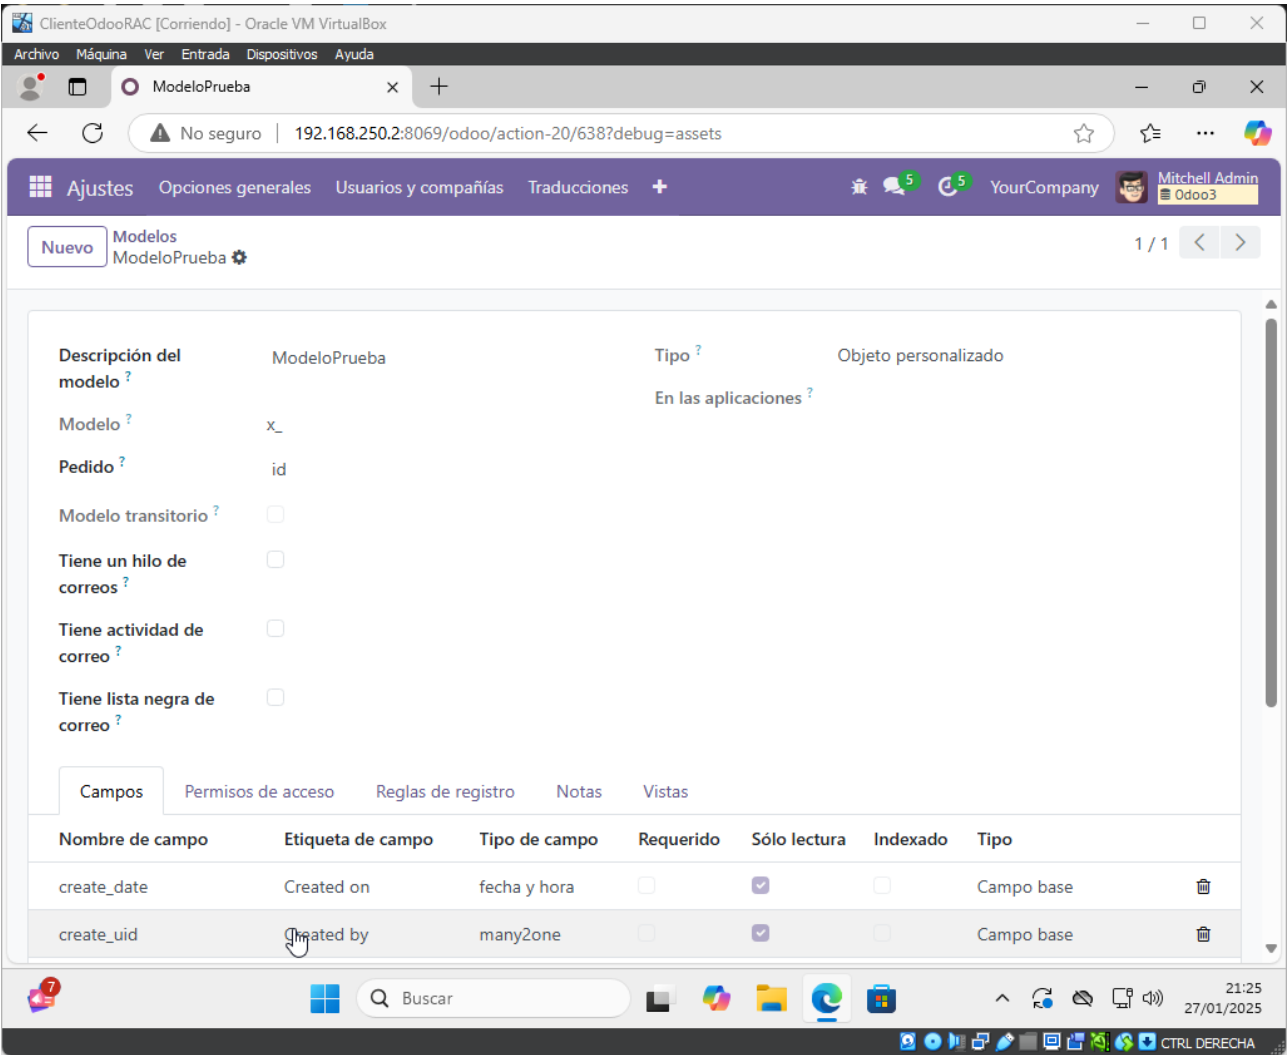 ClienteOdooRAC [Corriendo] - Oracle VM VirtualBox
Archivo Máquina Ver Entrada Dispositivos Ayuda
ModeloPrueba
No seguro 192.168.250.2:8069/odoo/action-20/638?debug=assets
Ajustes Opciones generales Usuarios y compañías Traducciones + 5 5 YourCompany Mitchell Admin
Odoo3
Nuevo Modelos
ModeloPrueba
1 / 1
Descripción del modelo ? ModeloPrueba
Tipo ? Objeto personalizado
En las aplicaciones ?
Modelo ? x_
Pedido ? id
Modelo transitorio ?
Tiene un hilo de
correos ?
Tiene actividad de
correo ?
Tiene lista negra de
correo ?
Campos Permisos de acceso Reglas de registro Notas Vistas
Nombre de campo Etiqueta de campo Tipo de campo Requerido Sólo lectura Indexado Tipo
create_date Created on fecha y hora Campo base
create_uid Created by many2one Campo base
7 Buscar 21:25
27/01/2025
CTRL DERECHA